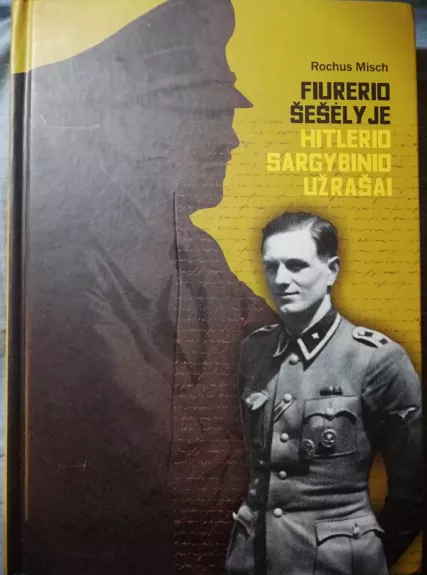 Rochus Misch
FIURERIO
ŠEŠĖLYJE
HITLERIO
SARGYBINIO
UŽRAŠAI